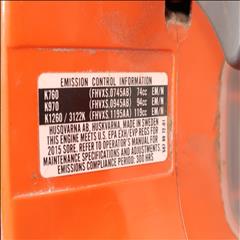 EMISSION CONTROL INFORMATION
K760 (FHVXS.0745AB) 74cc EM/N
K970 (FHVXS.0945AB) 94cc EM/N
K1260 / 3122K (FHVXS.1195AA) 119cc EM/N
HUSQVARNA AB, HUSKVARNA, MADE IN SWEDEN
THIS ENGINE MEETS U.S. EPA EXH/EVP REGS FOR
2015 SORE, REFER TO OPERATOR'S MANUAL FOR
MAINTENANCE SPECIFICATIONS AND ADJUSTMENTS
EMISSIONS COMPLIANCE PERIOD: 300 HRS